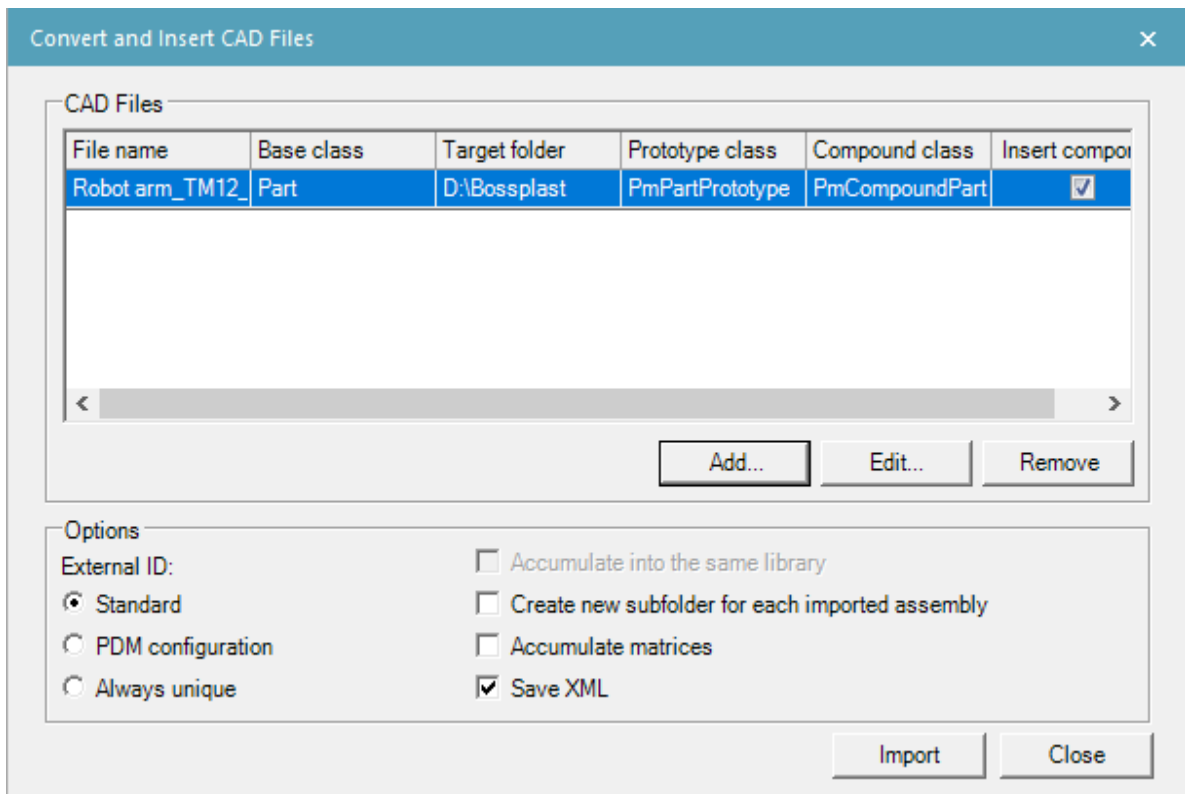 Convert and Insert CAD Files
CAD Files
File name Base class Target folder Prototype class Compound class Insert compor
Robot arm_TM12_ Part D:\Bossplast PmPartPrototype PmCompoundPart
Add... Edit... Remove
Options
External ID:
Accumulate into the same library
Standard
Create new subfolder for each imported assembly
PDM configuration
Accumulate matrices
Always unique
Save XML
Import Close